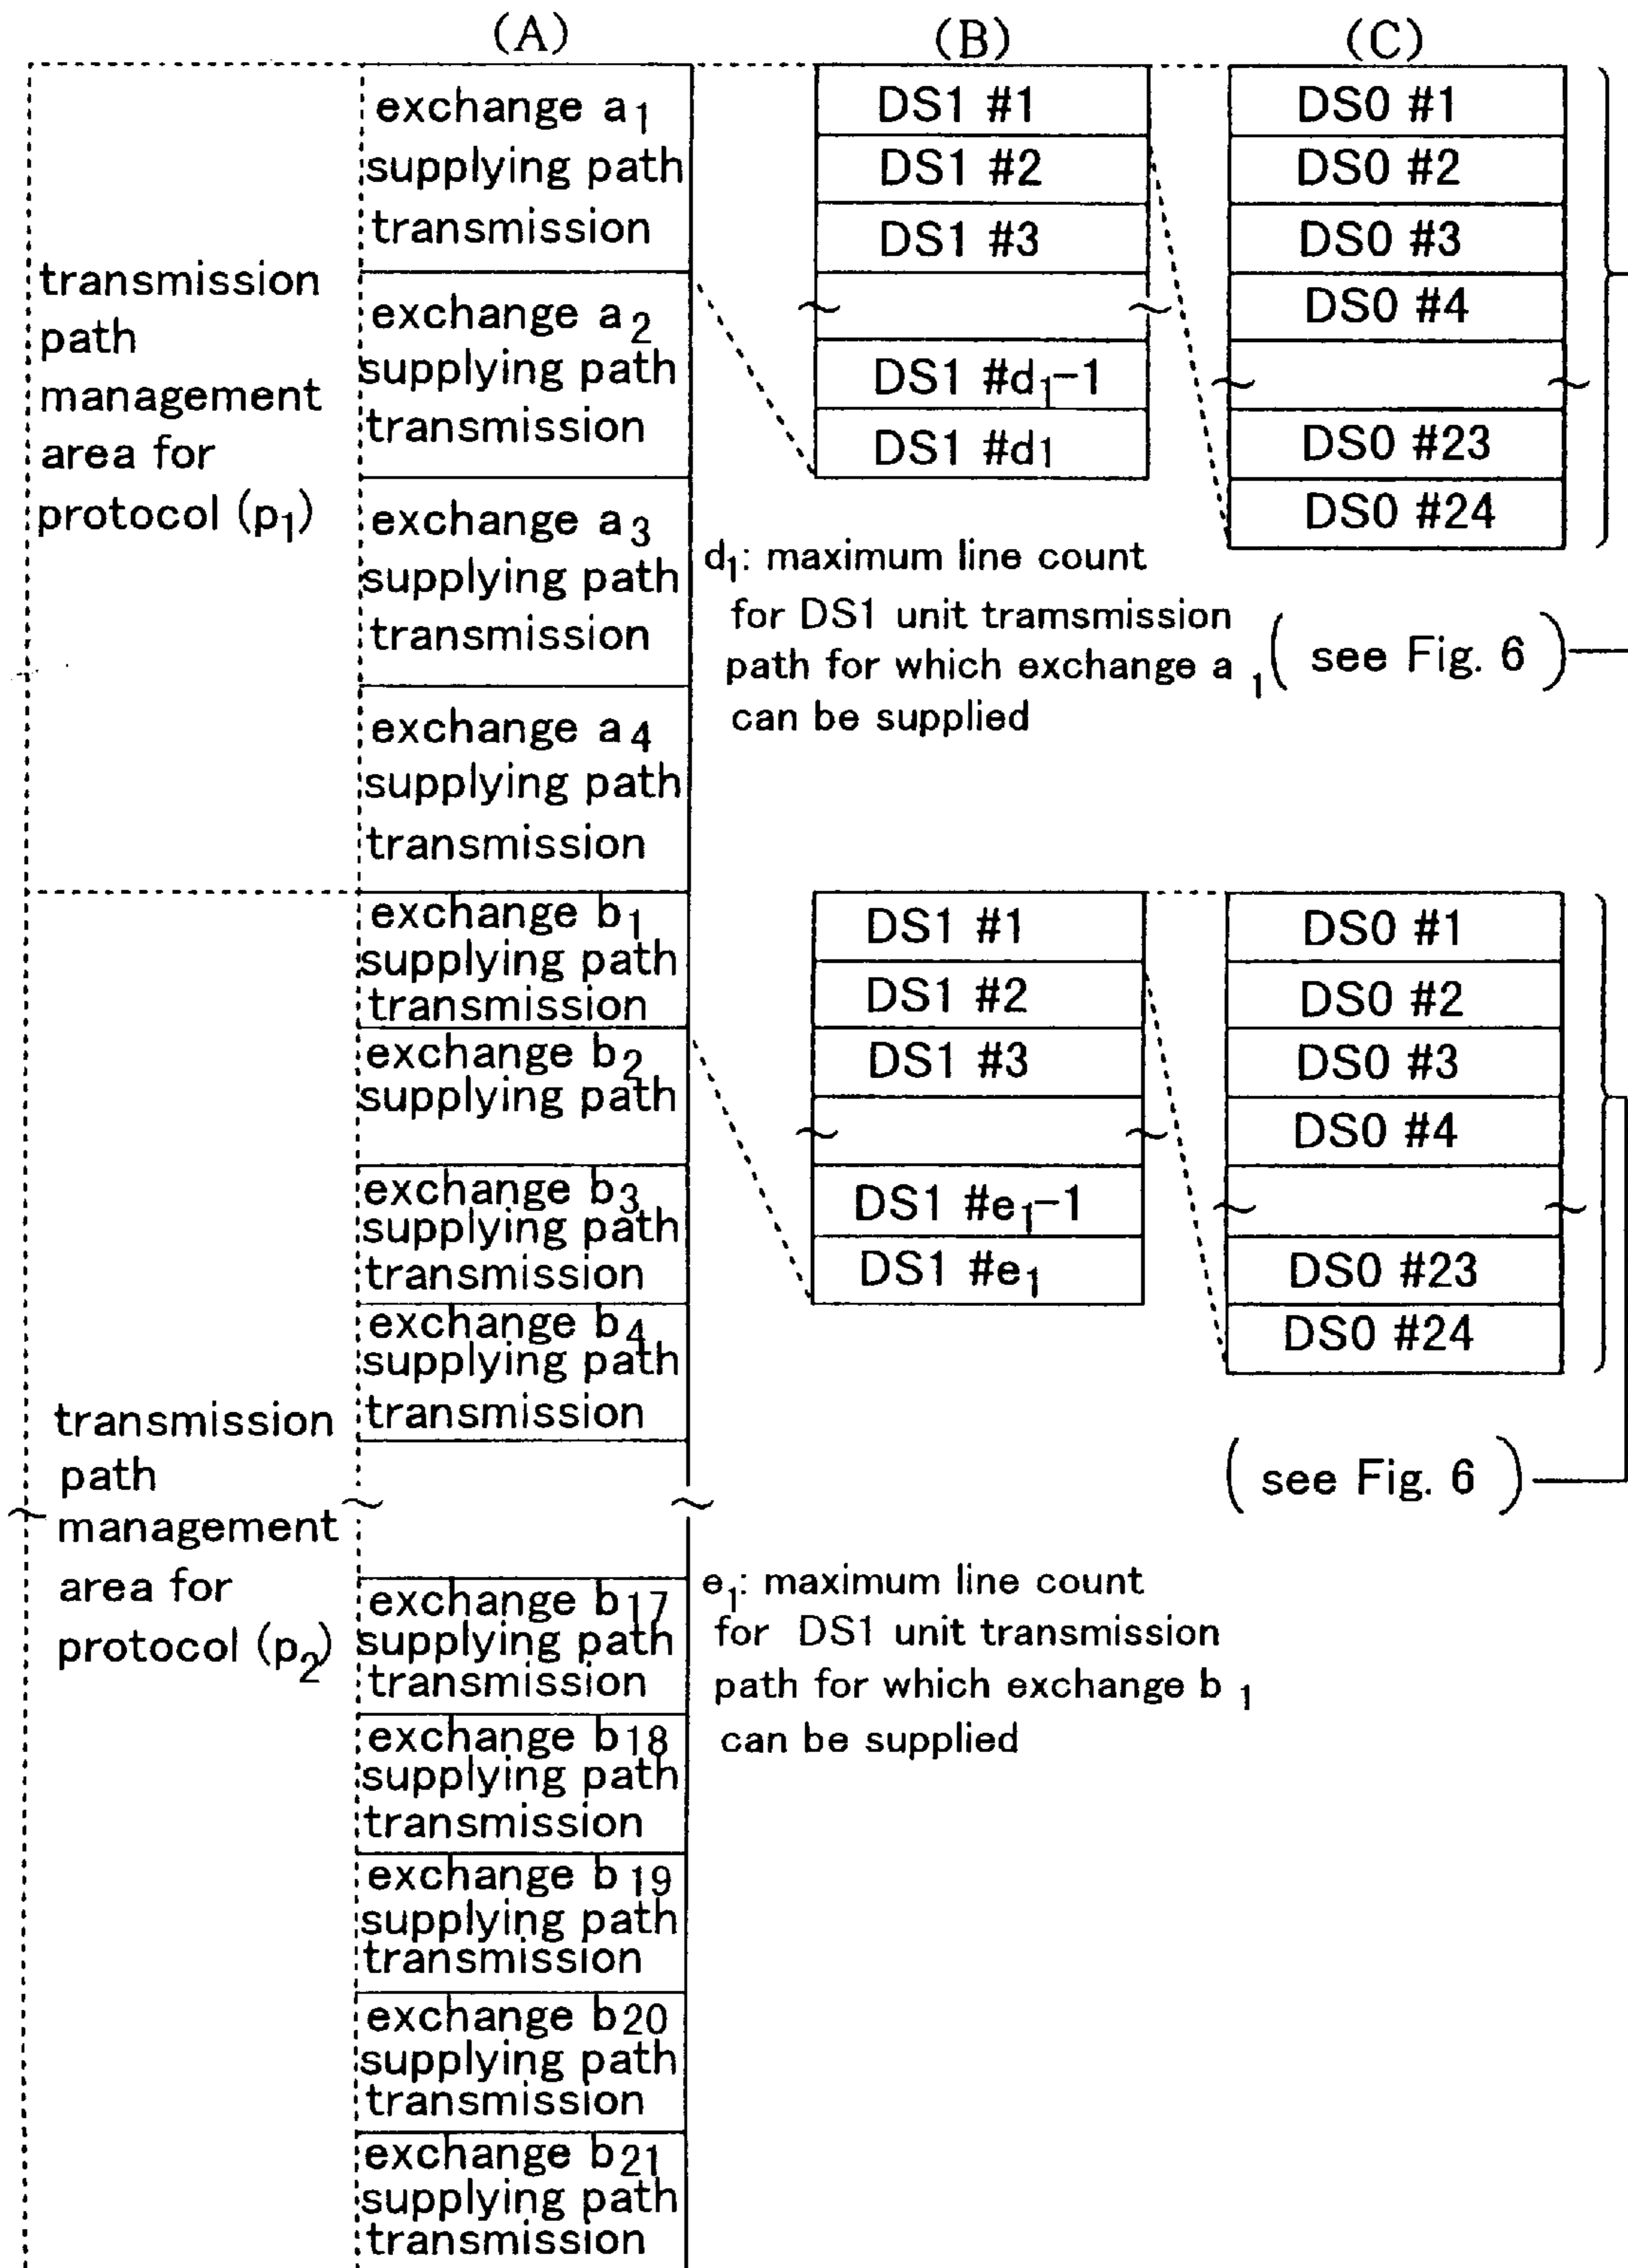 (A)
(B)
(C)
transmission
path
management
area for
protocol (p1)
exchange a1
supplying path
transmission
exchange a2
supplying path
transmission
exchange a3
supplying path
transmission
exchange a4
supplying path
transmission
DS1 #1
DS1 #2
DS1 #3
DS1 #d1-1
DS1 #d1
d1: maximum line count
for DS1 unit tramsmission
path for which exchange a 1
can be supplied
DS0 #1
DS0 #2
DS0 #3
DS0 #4
DS0 #23
DS0 #24
( see Fig. 6 )
transmission
path
management
area for
protocol (p2)
exchange b1
supplying path
transmission
exchange b2
supplying path
exchange b3
supplying path
transmission
exchange b4
supplying path
transmission
exchange b17
supplying path
transmission
exchange b18
supplying path
transmission
exchange b19
supplying path
transmission
exchange b20
supplying path
transmission
exchange b21
supplying path
transmission
DS1 #1
DS1 #2
DS1 #3
DS1 #e1-1
DS1 #e1
e1: maximum line count
for DS1 unit transmission
path for which exchange b 1
can be supplied
DS0 #1
DS0 #2
DS0 #3
DS0 #4
DS0 #23
DS0 #24
( see Fig. 6 )